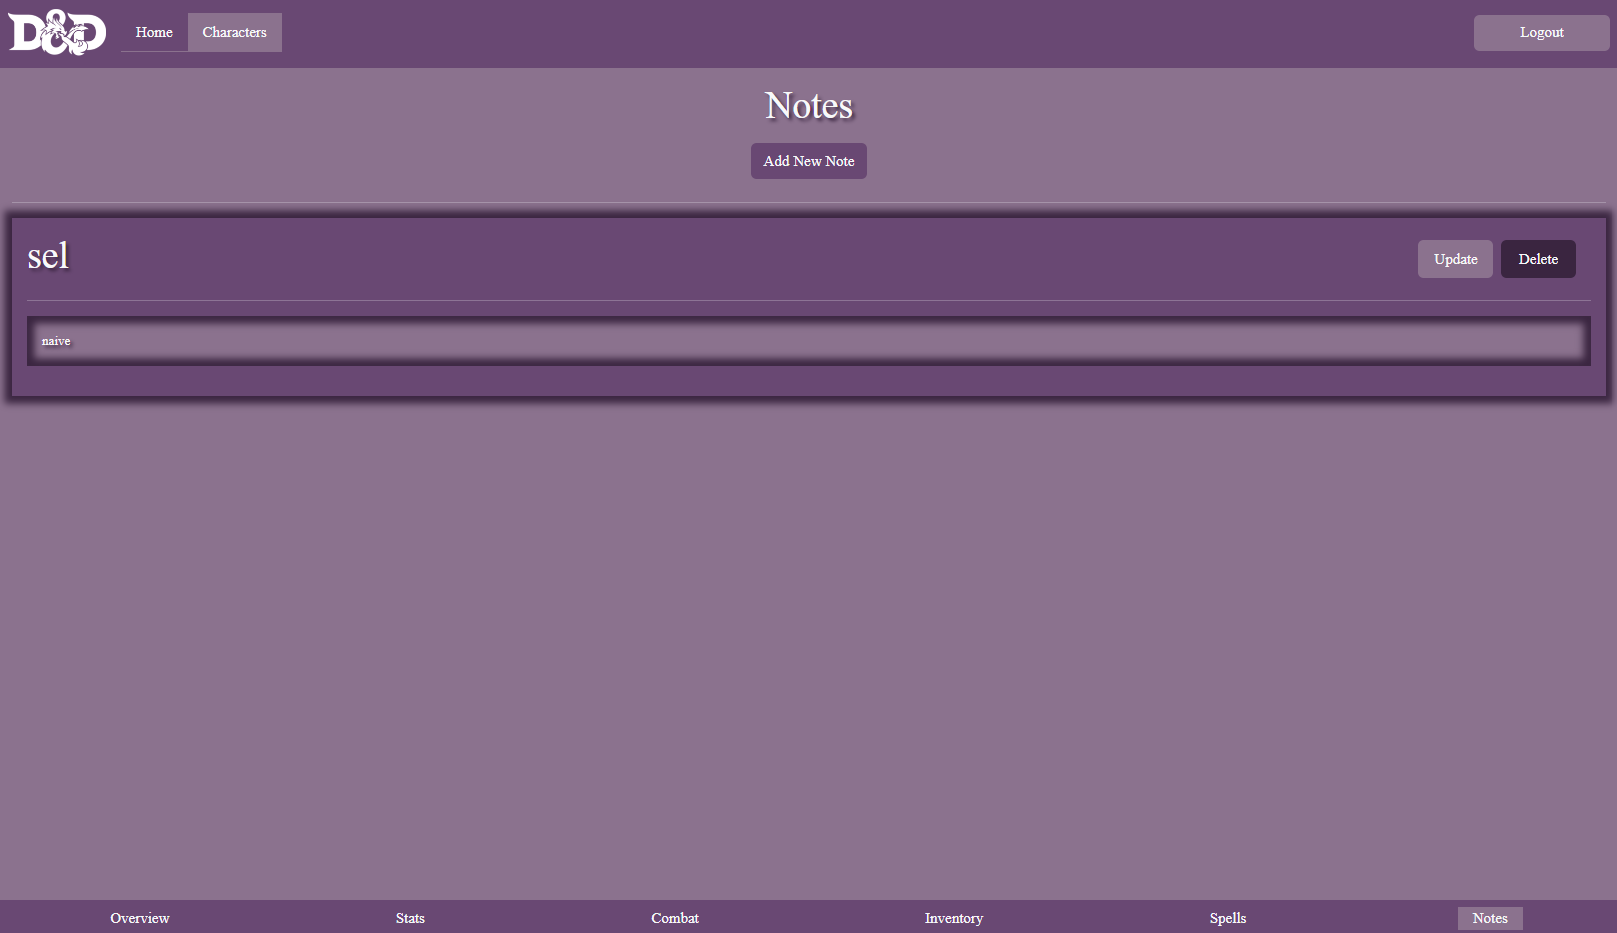 D&D
Home
Characters
Logout
Notes
Add New Note
sel
Update
Delete
naive
Overview
Stats
Combat
Inventory
Spells
Notes